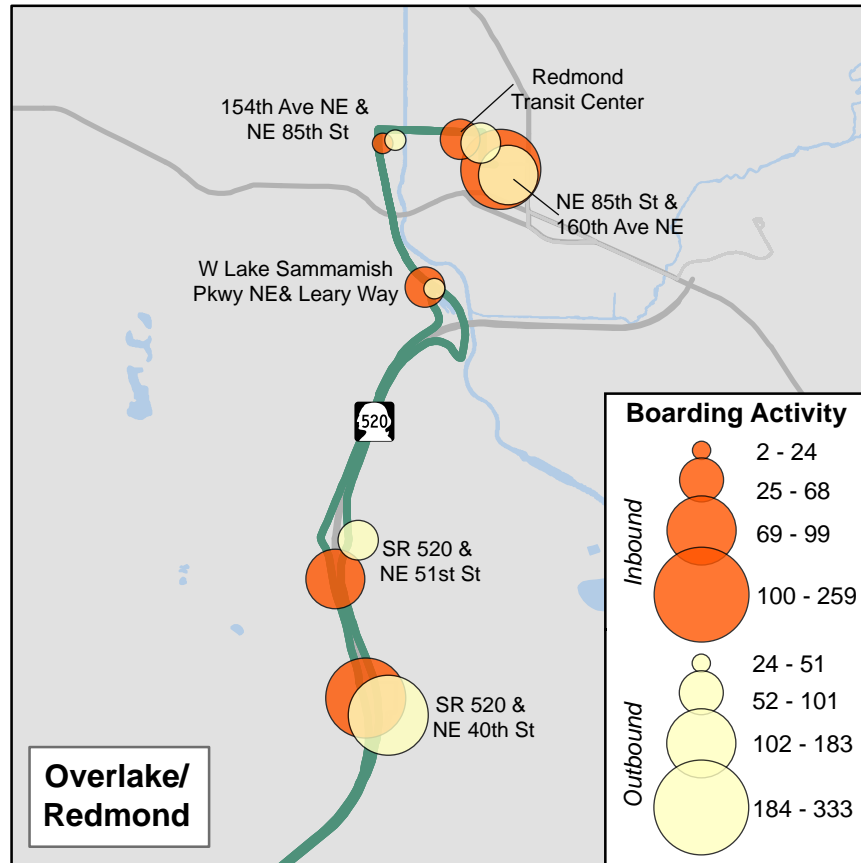 Redmond
Transit Center
154th Ave NE &
NE 85th St
NE 85th St &
160th Ave NE
W Lake Sammamish
Pkwy NE& Leary Way
520
SR 520 &
NE 51st St
SR 520 &
NE 40th St
Overlake/
Redmond
Boarding Activity
Inbound
2 - 24
25 - 68
69 - 99
100 - 259
Outbound
24 - 51
52 - 101
102 - 183
184 - 333